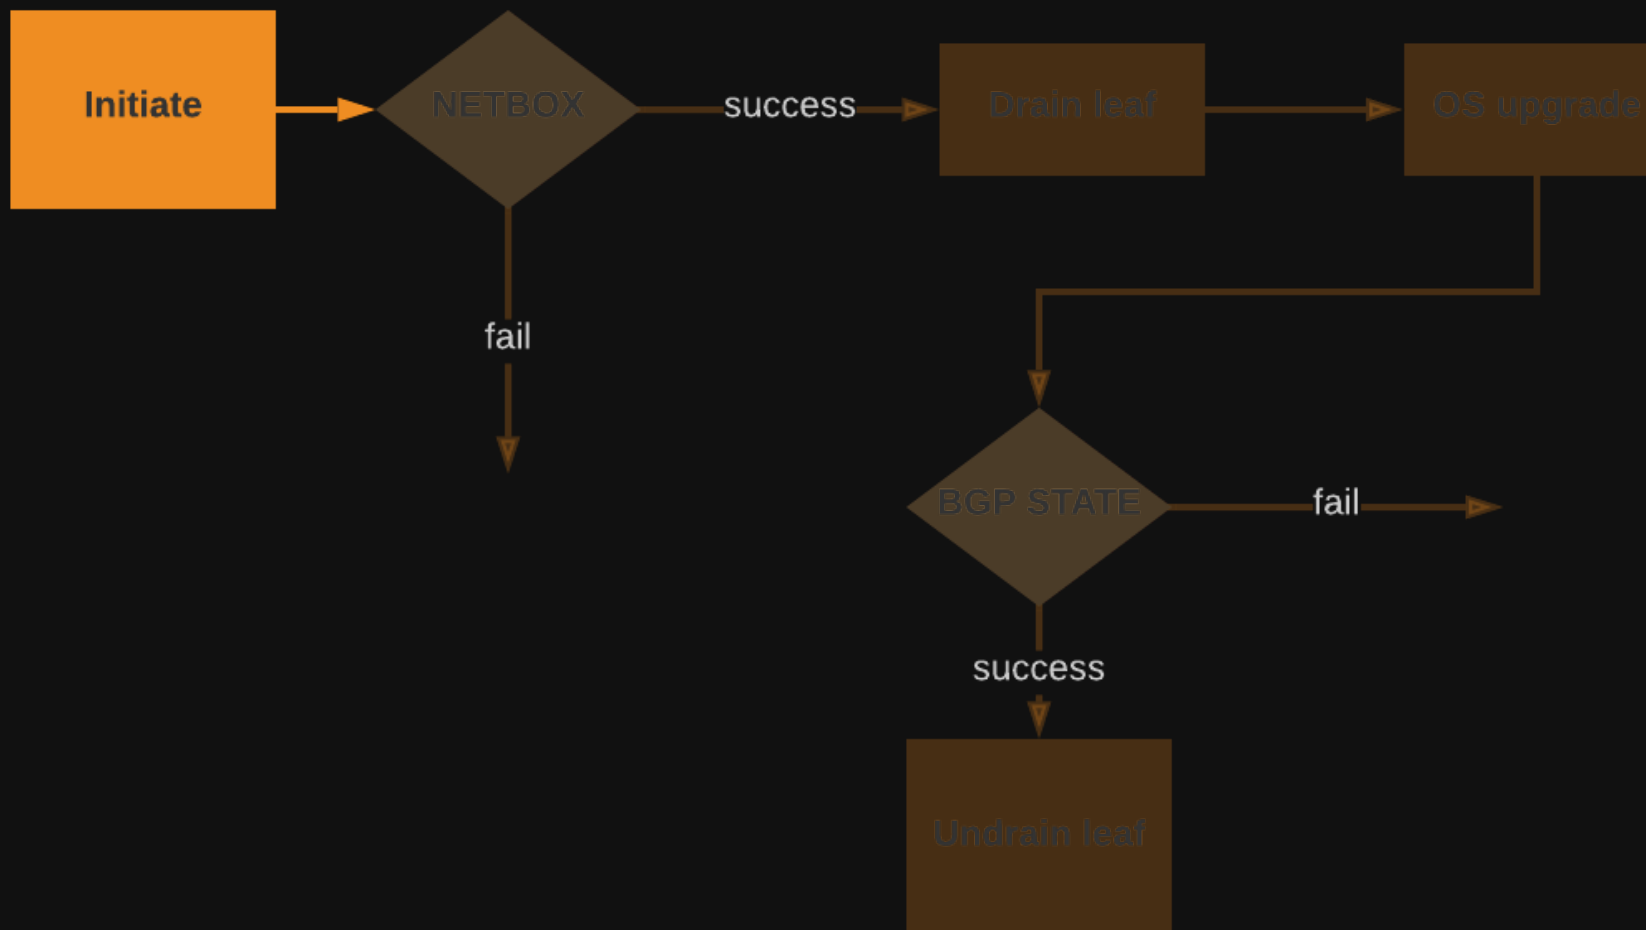 Initiate
NETBOX
success
Drain leaf
OS upgrade
fail
BGP STATE
fail
success
Undrain leaf